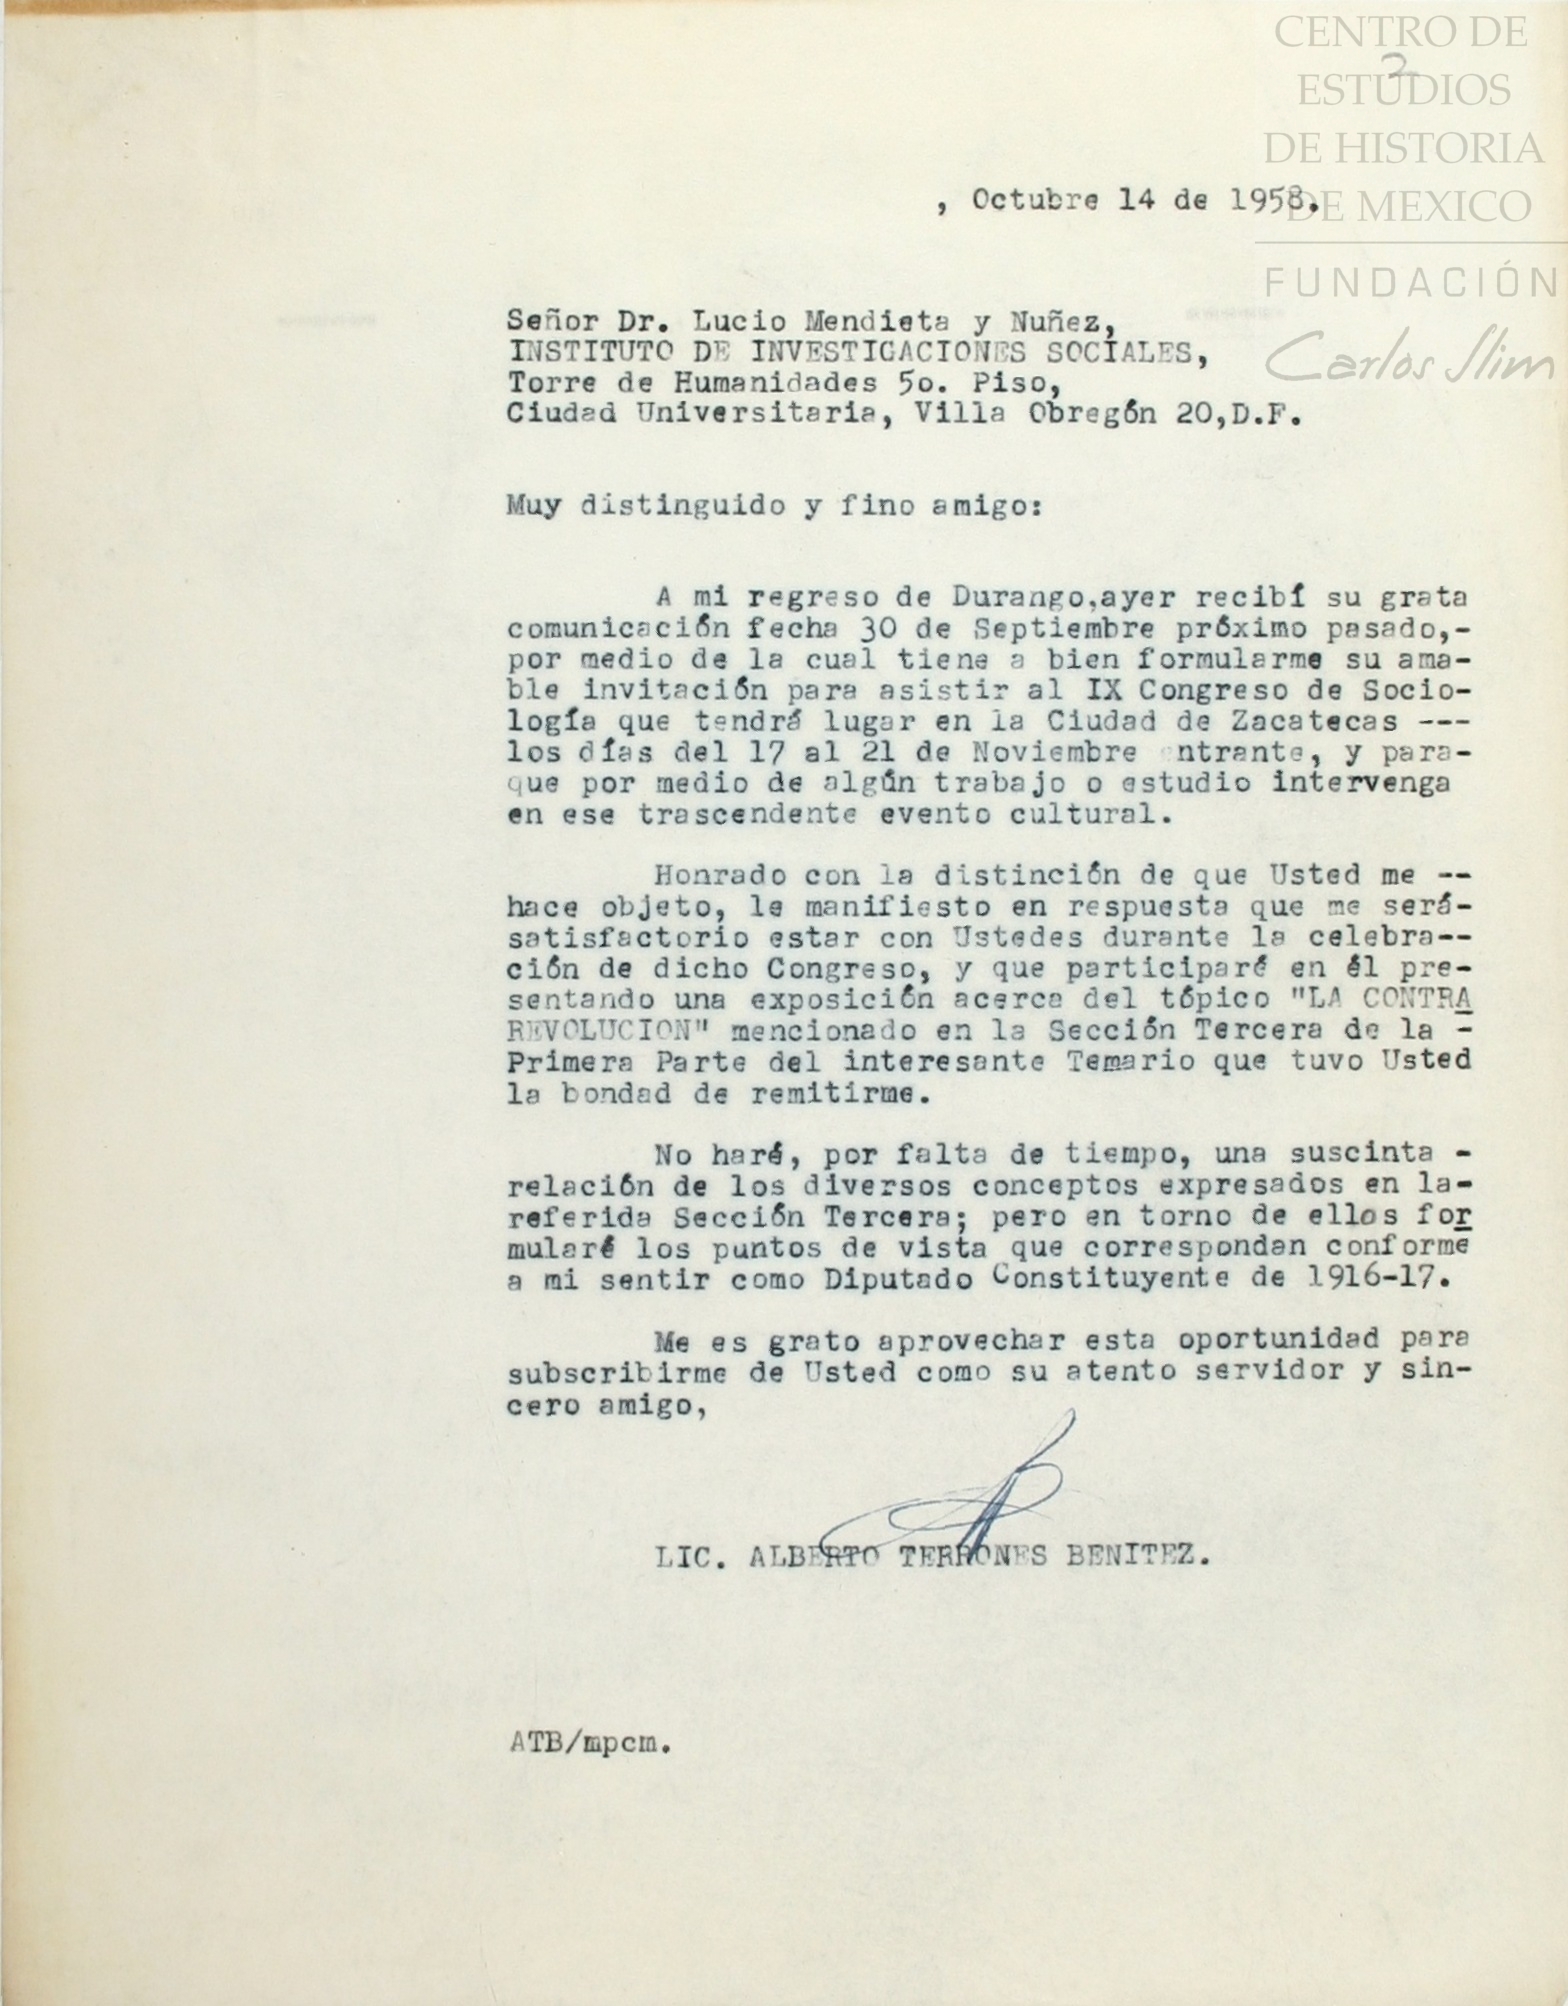 CENTRO DE
ESTUDIOS
DE HISTORIA
DE MEXICO
FUNDACIÓN
Carlos Slim
2
, Octubre 14 de 1958.
Señor Dr. Lucio Mendieta y Nuñez,
INSTITUTO DE INVESTIGACIONES SOCIALES,
Torre de Humanidades 5o. Piso,
Ciudad Universitaria, Villa Obregón 20,D.F.
Muy distinguido y fino amigo:
A mi regreso de Durango,ayer recibí su grata
comunicación fecha 30 de Septiembre próximo pasado,-
por medio de la cual tiene a bien formularme su ama-
ble invitación para asistir al IX Congreso de Socio-
logía que tendrá lugar en la Ciudad de Zacatecas ---
los días del 17 al 21 de Noviembre entrante, y para-
que por medio de algún trabajo o estudio intervenga
en ese trascendente evento cultural.
Honrado con la distinción de que Usted me --
hace objeto, le manifiesto en respuesta que me será-
satisfactorio estar con Ustedes durante la celebra--
ción de dicho Congreso, y que participaré en él pre-
sentando una exposición acerca del tópico "LA CONTRA
REVOLUCION" mencionado en la Sección Tercera de la -
Primera Parte del interesante Temario que tuvo Usted
la bondad de remitirme.
No haré, por falta de tiempo, una suscinta -
relación de los diversos conceptos expresados en la-
referida Sección Tercera; pero en torno de ellos for
mularé los puntos de vista que correspondan conforme
a mi sentir como Diputado Constituyente de 1916-17.
Me es grato aprovechar esta oportunidad para
subscribirme de Usted como su atento servidor y sin-
cero amigo,
LIC. ALBERTO TERRONES BENITEZ.
ATB/mpcm.